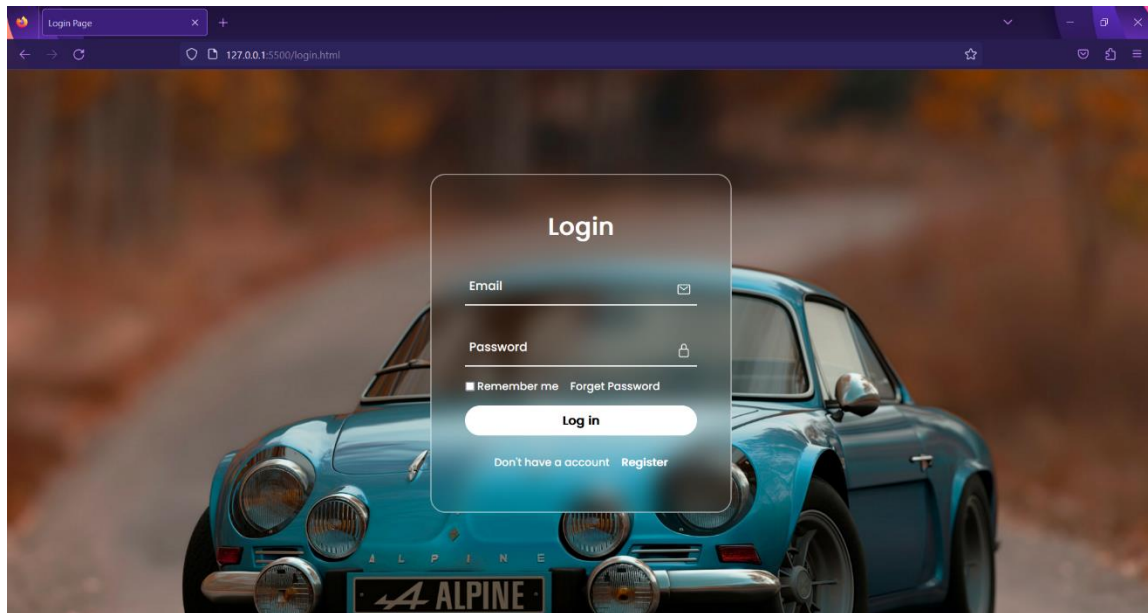 Login Page
127.0.0.1:5500/login.html
Login
Email
Password
Remember me Forget Password
Log in
Don't have a account Register
A L P I N E
ALPINE